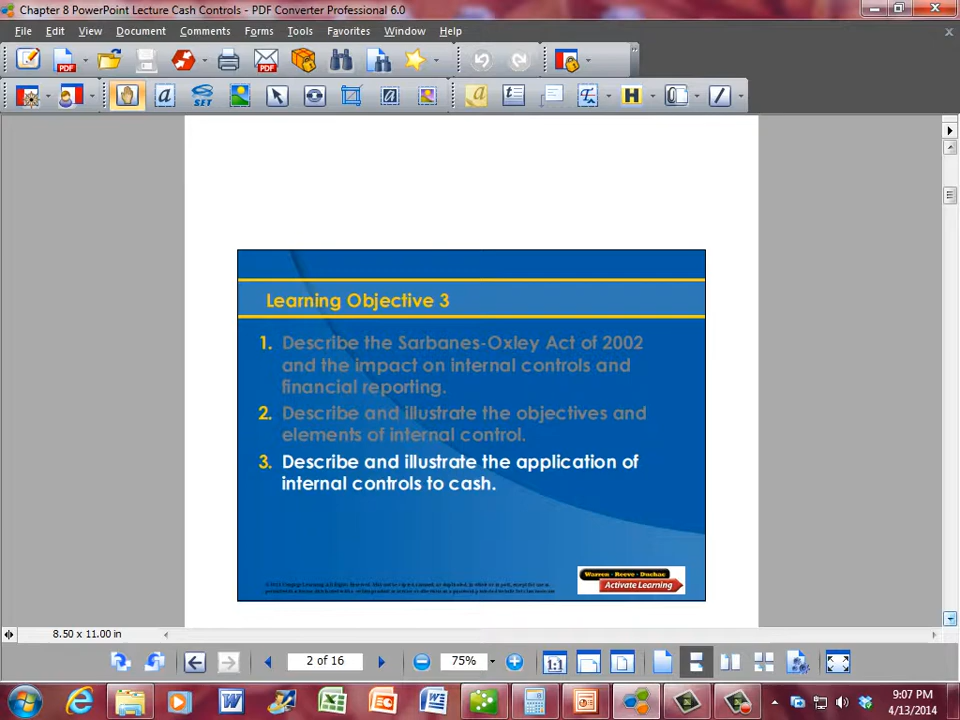 Chapter 8 PowerPoint Lecture Cash Controls - PDF Converter Professional 6.0
File Edit View Document Comments Forms Tools Favorites Window Help
Learning Objective 3
1. Describe the Sarbanes-Oxley Act of 2002
and the impact on internal controls and
financial reporting.
2. Describe and illustrate the objectives and
elements of internal control.
3. Describe and illustrate the application of
internal controls to cash.
Warren • Reeve • Duchac
Activate Learning
8.50 x 11.00 in
2 of 16
75%
9:07 PM
4/13/2014